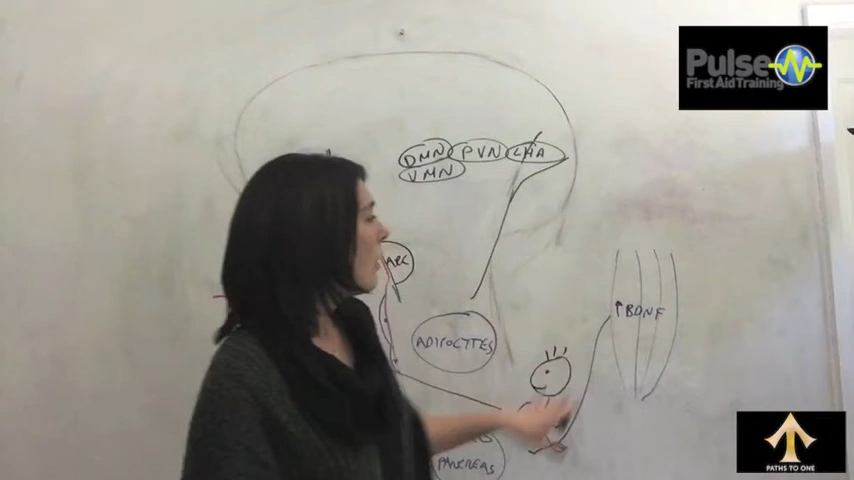 Pulse
First Aid Training
DMN PVN LHA
VMN
ARC
↑BDNF
ADIPOCYTES
PANCREAS
PATHS TO ONE